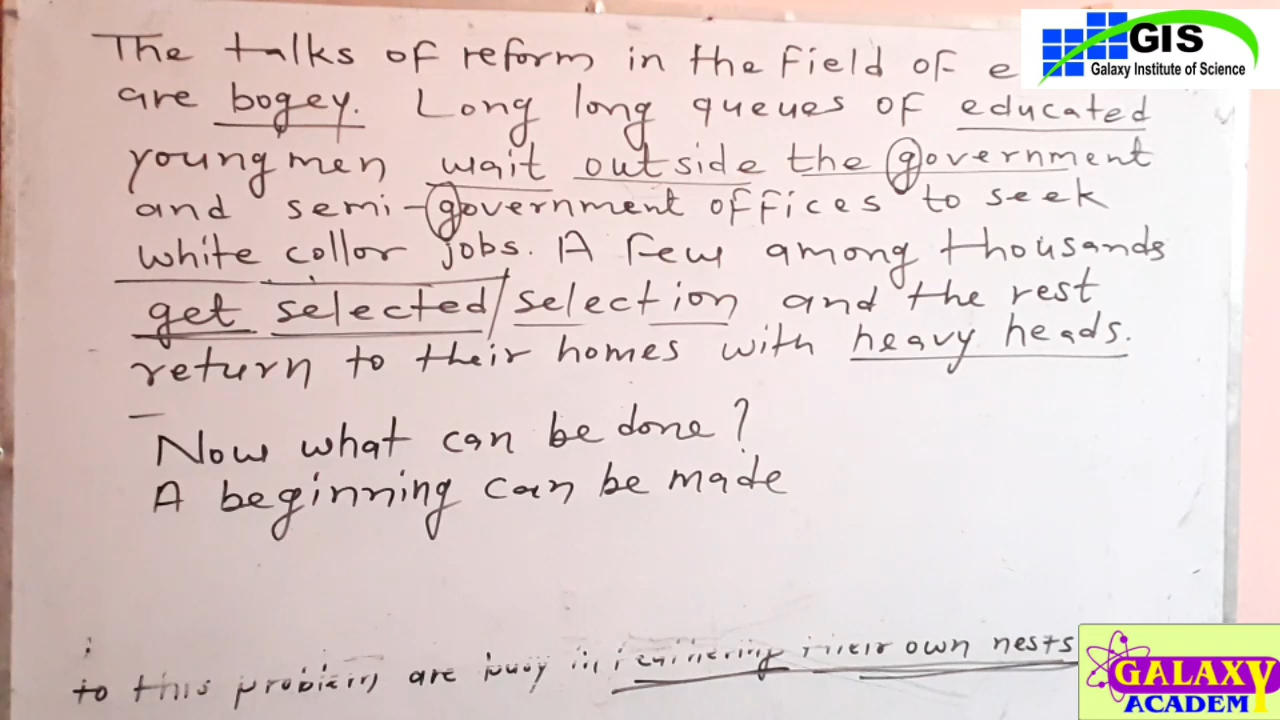 The talks of reform in the field of e
are bogey. Long long queues of educated
young men wait outside the government
and semi-government offices to seek
white collor jobs. A few among thousands
get selected/selection and the rest
return to their homes with heavy heads.
Now what can be done?
A beginning can be made
to this problem are busy in feathering their own nests
GIS
Galaxy Institute of Science
GALAXY
ACADEMY